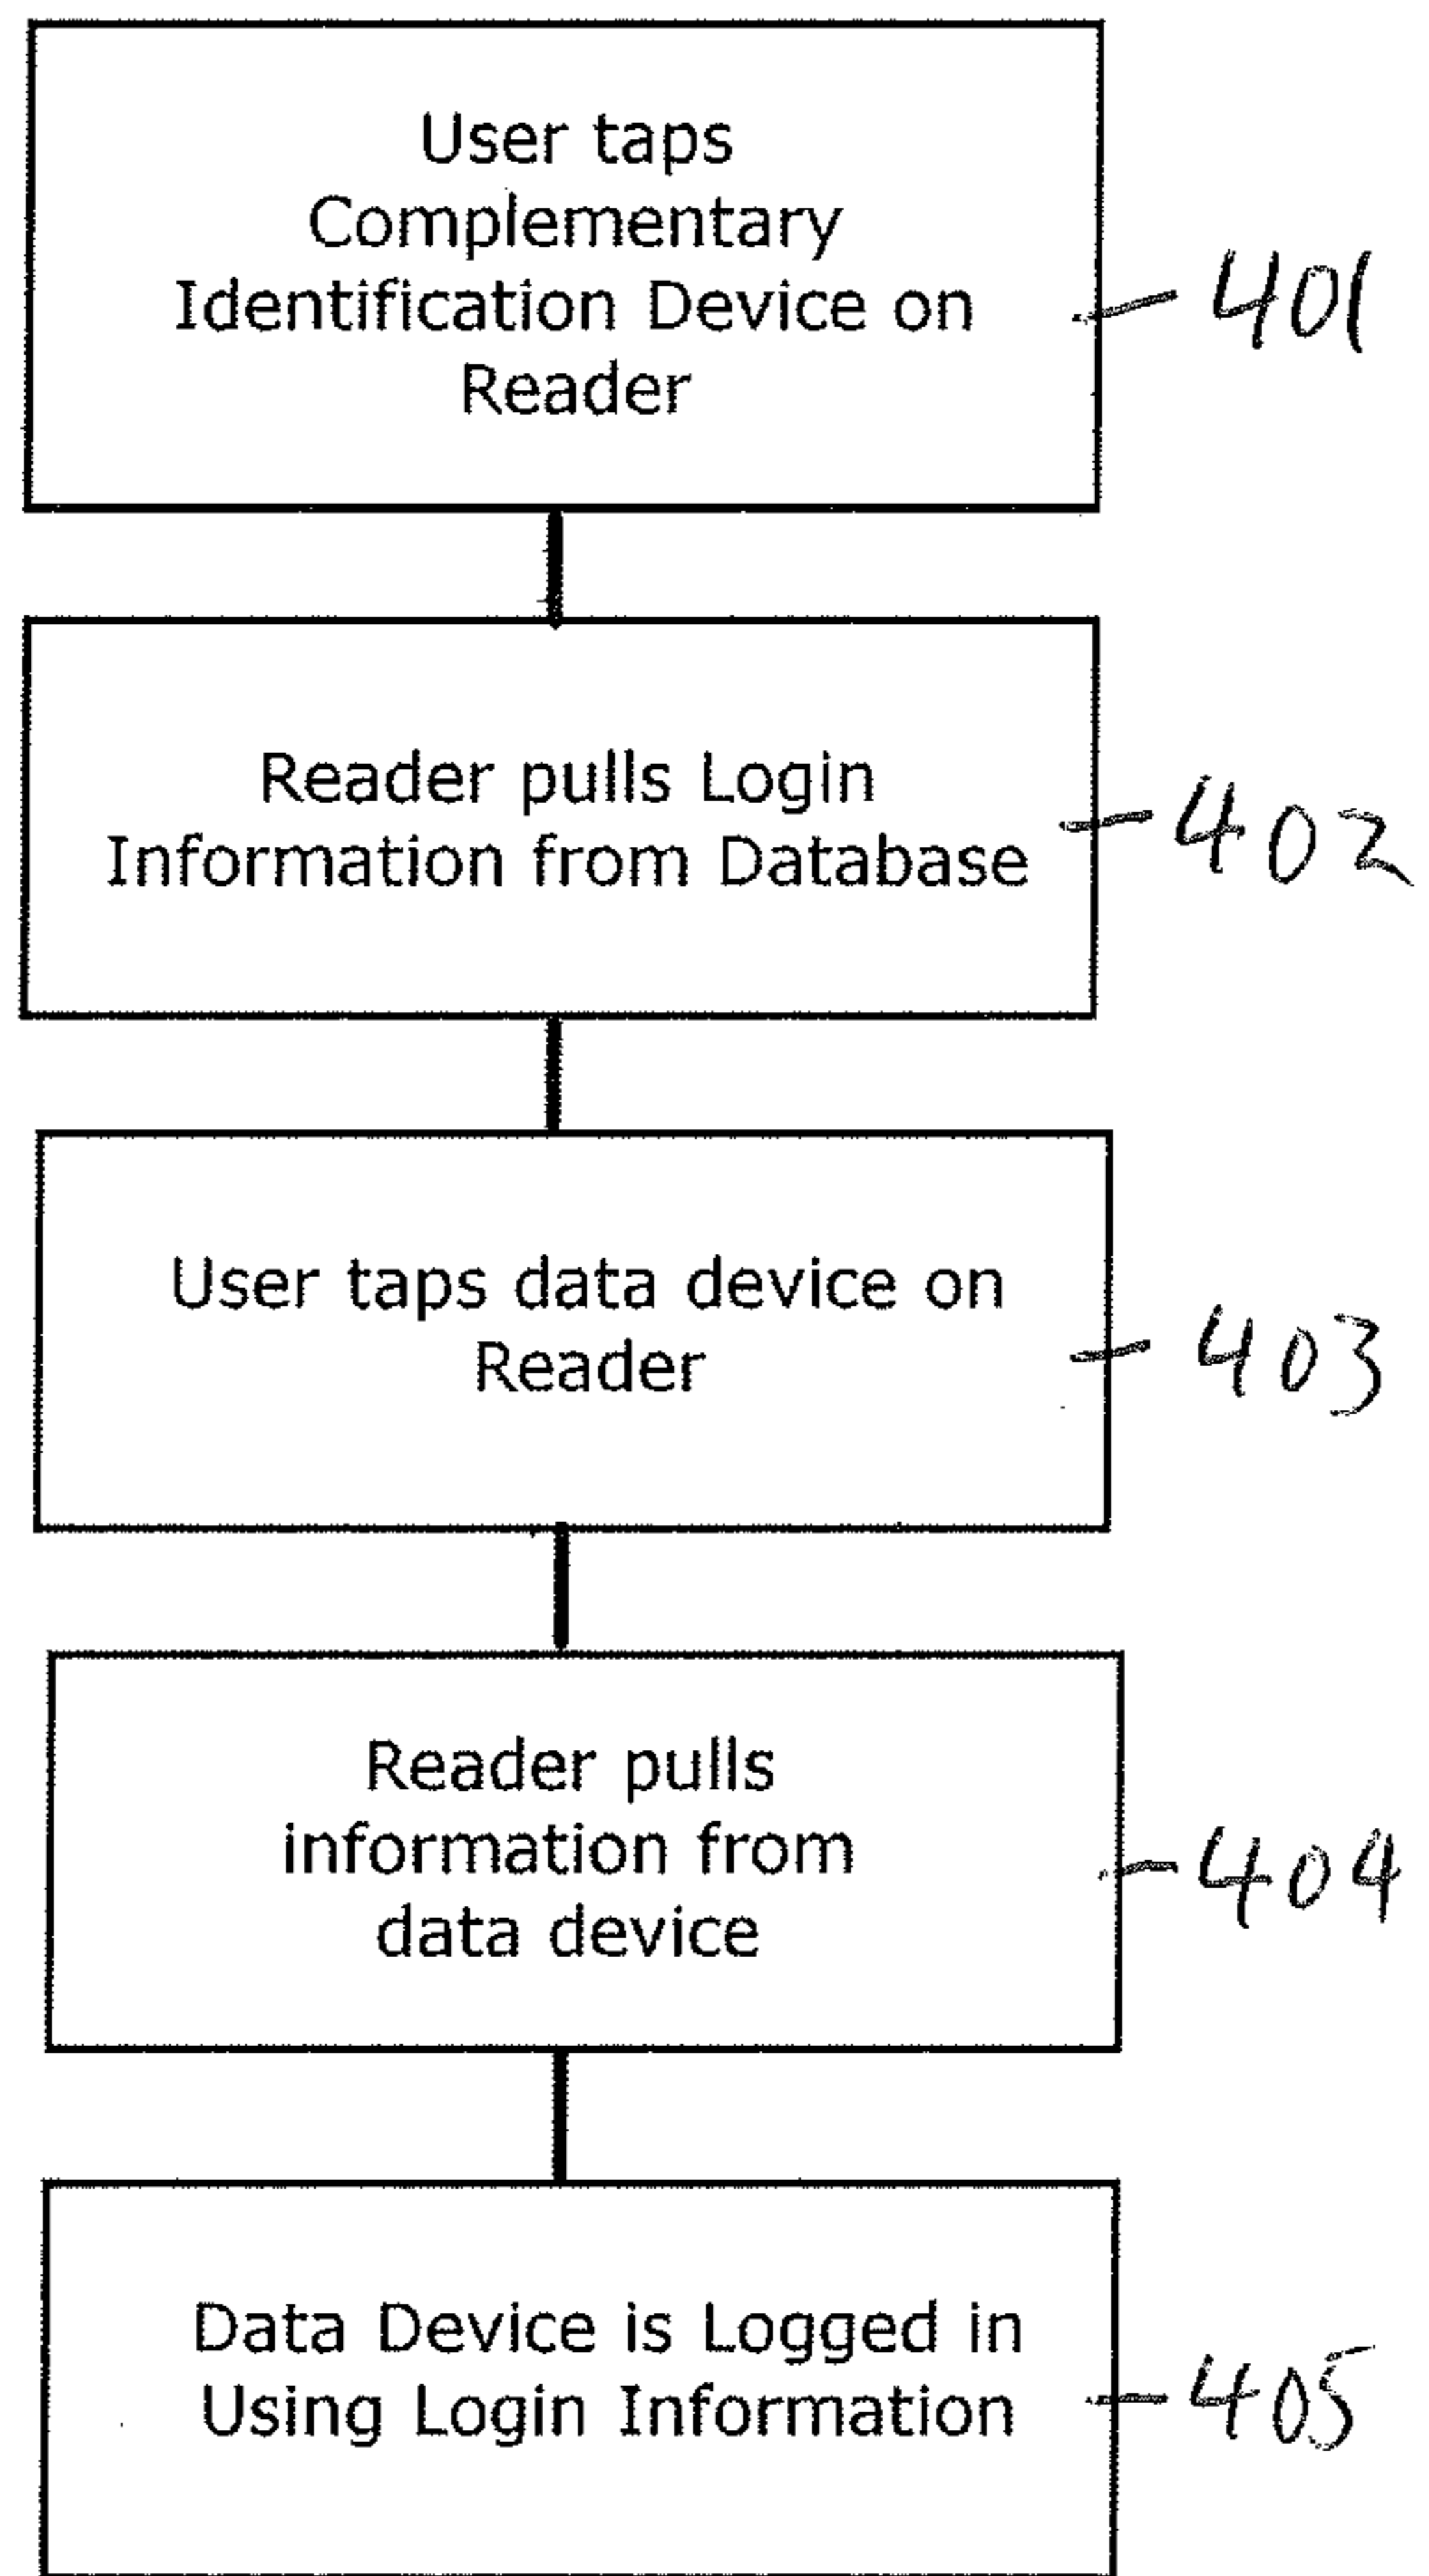 User taps
Complementary
Identification Device on
Reader
401
Reader pulls Login
Information from Database
402
User taps data device on
Reader
403
Reader pulls
information from
data device
404
Data Device is Logged in
Using Login Information
405